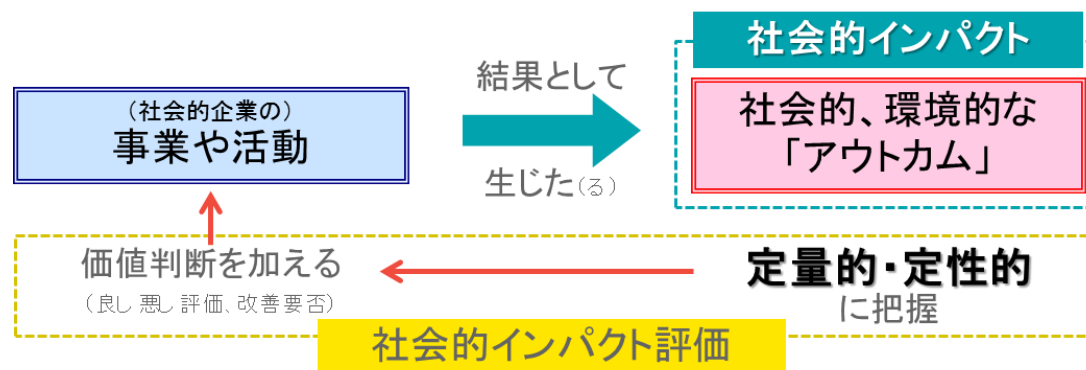 社会的インパクト
(社会的企業の)
事業や活動
結果として
生じた(る)
社会的、環境的な
「アウトカム」
価値判断を加える
(良し悪し評価、改善要否)
定量的・定性的
に把握
社会的インパクト評価